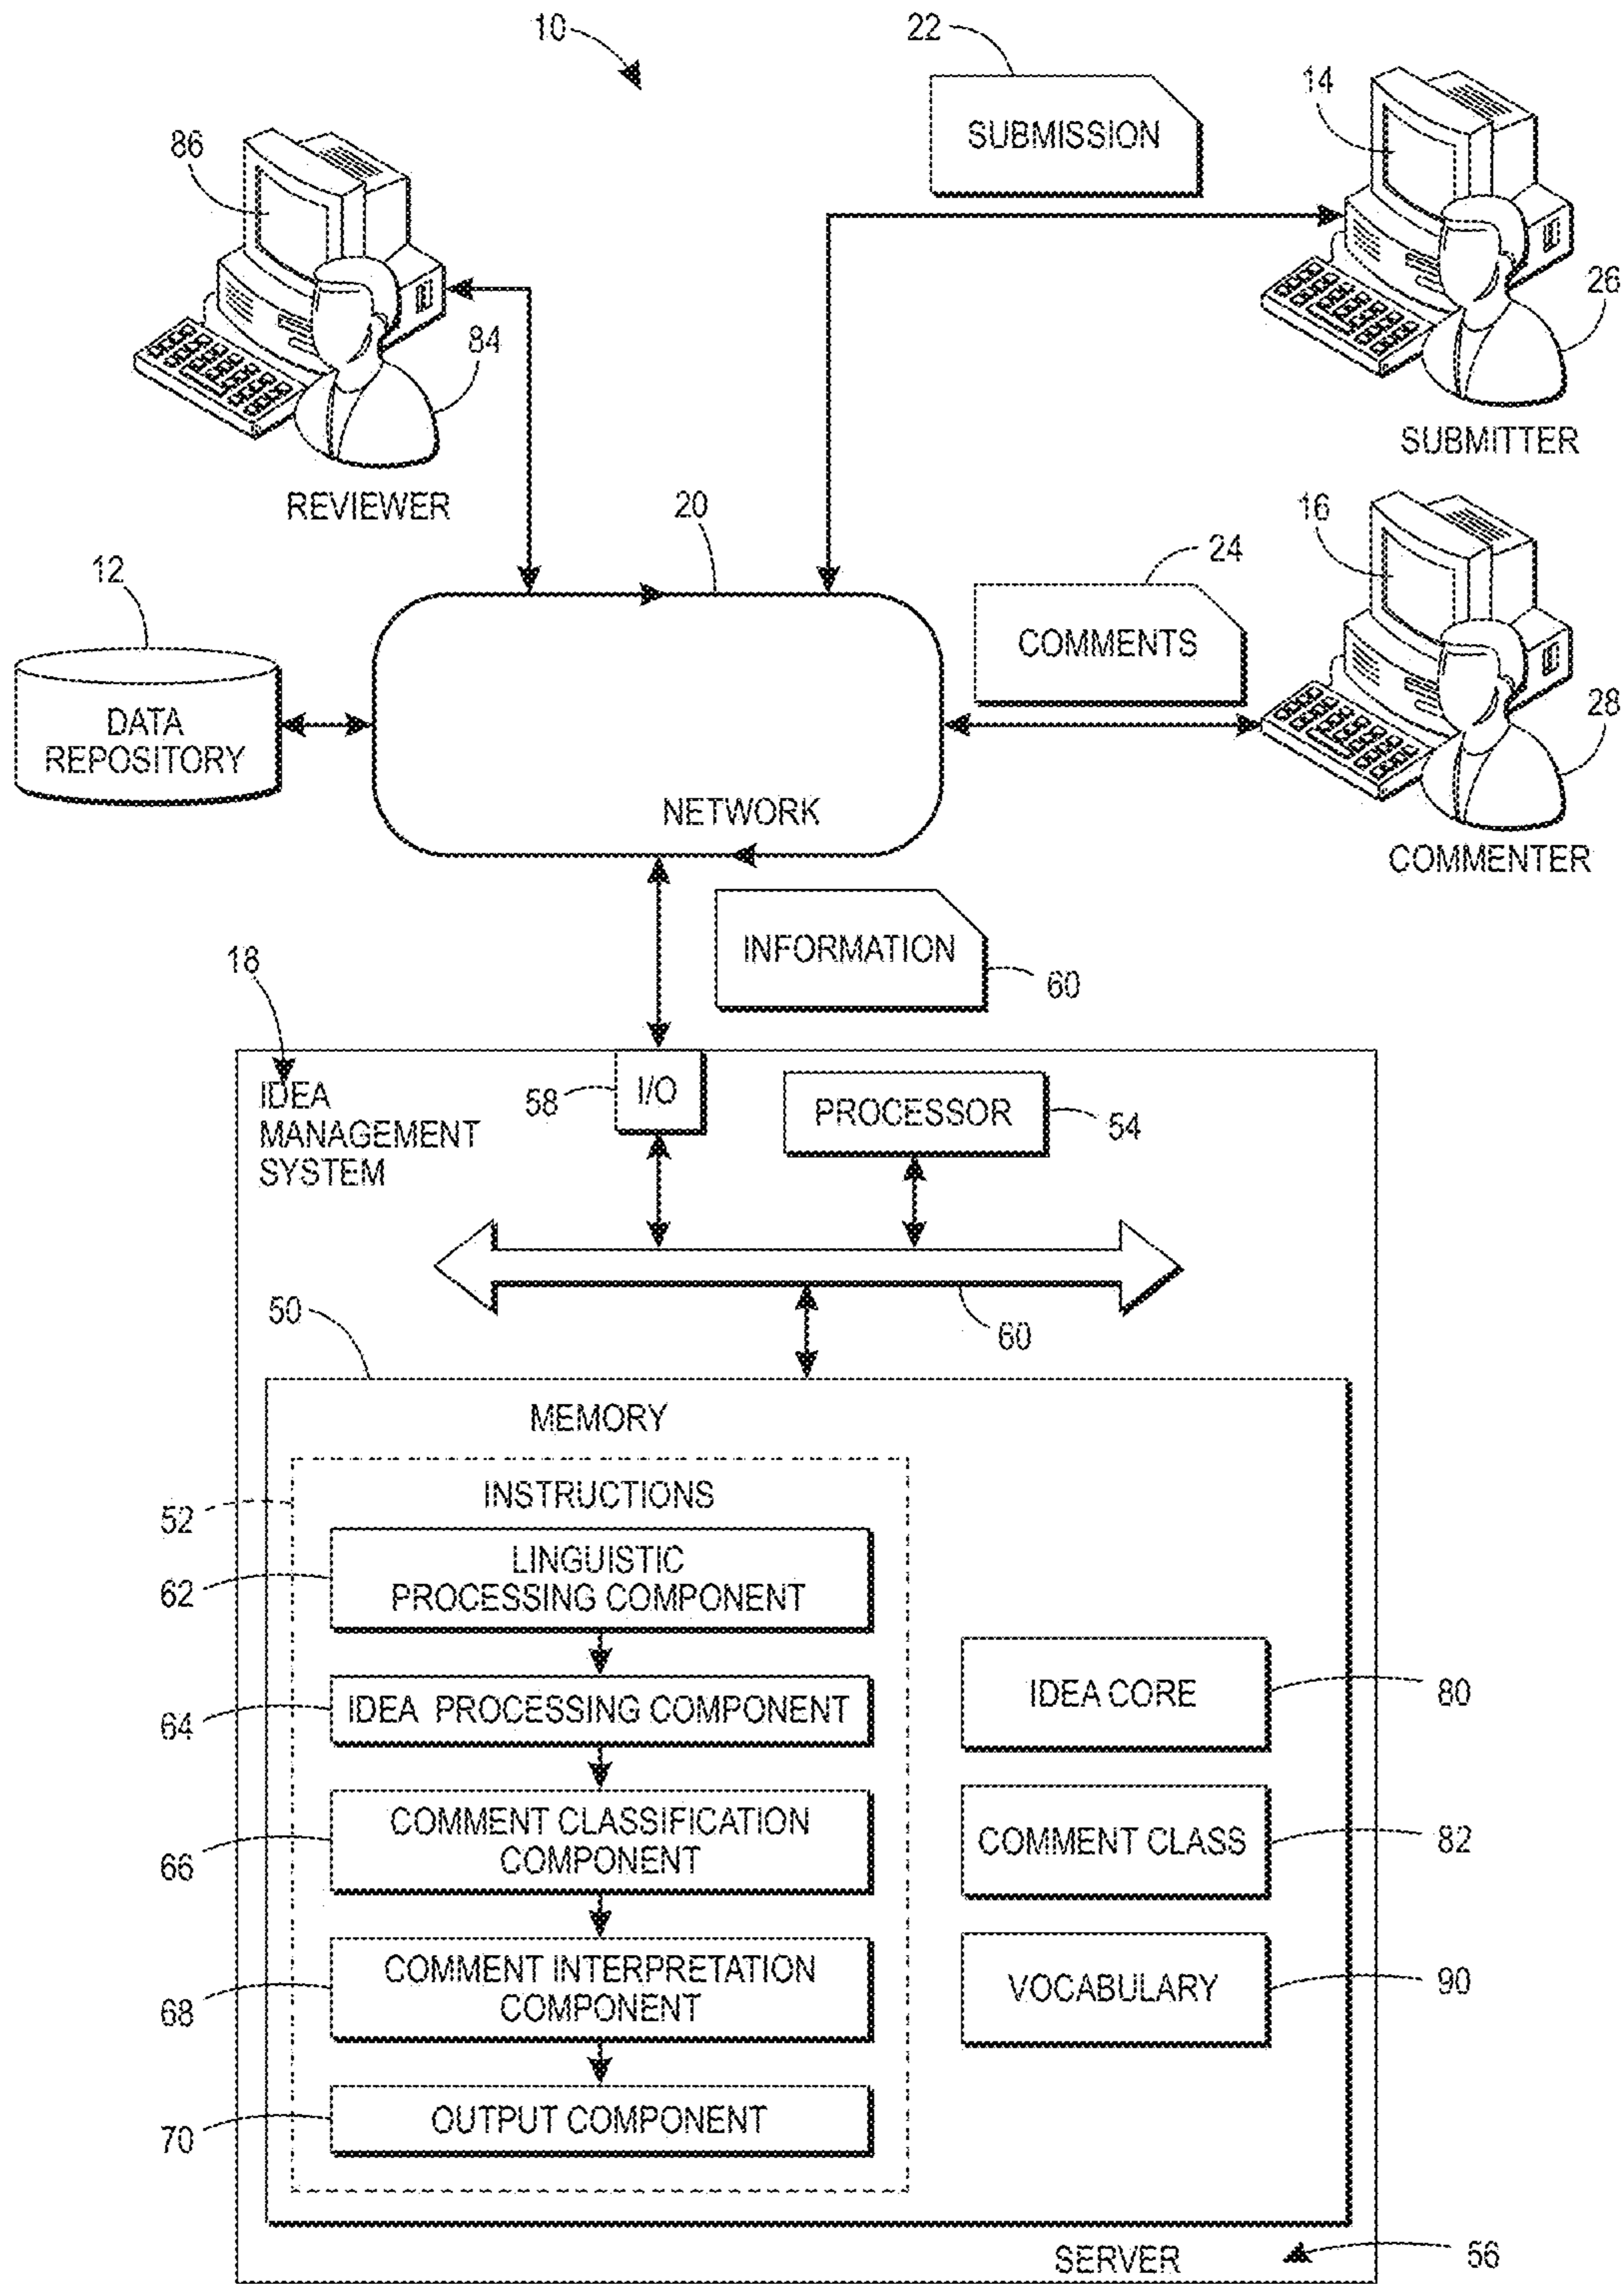 10
22
SUBMISSION
14
86
26
84
SUBMITTER
REVIEWER
20
16
24
12
COMMENTS
DATA
REPOSITORY
28
NETWORK
COMMENTER
INFORMATION
60
18
IDEA
MANAGEMENT
SYSTEM
58
I/O
PROCESSOR
54
50
60
MEMORY
INSTRUCTIONS
52
LINGUISTIC
PROCESSING COMPONENT
62
IDEA PROCESSING COMPONENT
64
IDEA CORE
80
COMMENT CLASSIFICATION
COMPONENT
66
COMMENT CLASS
82
COMMENT INTERPRETATION
COMPONENT
68
VOCABULARY
90
OUTPUT COMPONENT
70
SERVER
56